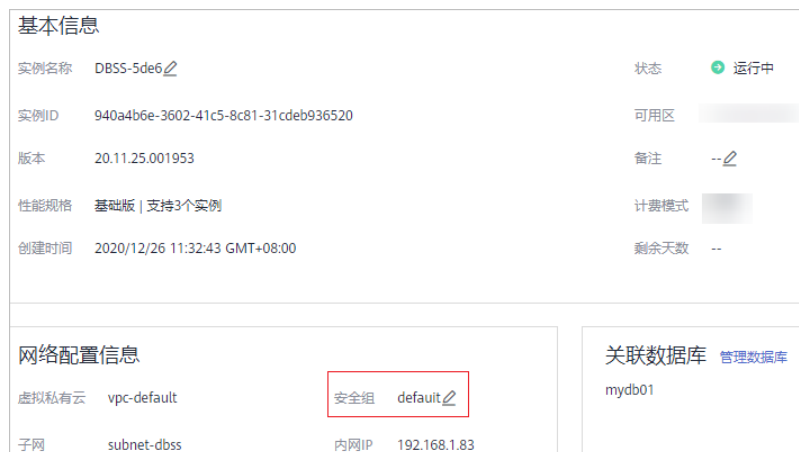 基本信息
实例名称 DBSS-5de6 状态 运行中
实例ID 940a4b6e-3602-41c5-8c81-31cdeb936520 可用区
版本 20.11.25.001953 备注 --
性能规格 基础版 | 支持3个实例 计费模式
创建时间 2020/12/26 11:32:43 GMT+08:00 剩余天数 --
网络配置信息 关联数据库 管理数据库
虚拟私有云 vpc-default 安全组 default mydb01
子网 subnet-dbss 内网IP 192.168.1.83